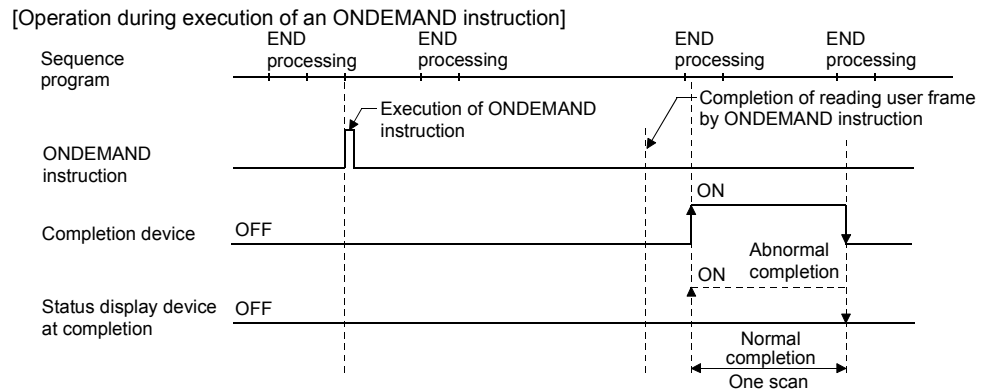 [Operation during execution of an ONDEMAND instruction]
END
processing
END
processing
END
processing
END
processing
Sequence
program
Execution of ONDEMAND
instruction
Completion of reading user frame
by ONDEMAND instruction
ONDEMAND
instruction
ON
Completion device
OFF
Abnormal
completion
ON
Status display device
at completion
OFF
Normal
completion
One scan